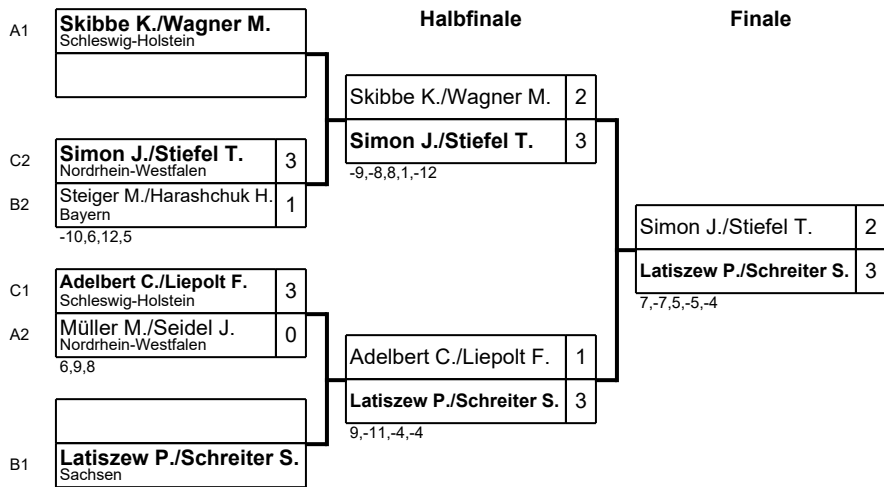 Halbfinale
Finale
A1
Skibbe K./Wagner M.
Schleswig-Holstein
C2
Simon J./Stiefel T. 3
Nordrhein-Westfalen
B2
Steiger M./Harashchuk H. 1
Bayern
-10,6,12,5
C1
Adelbert C./Liepolt F. 3
Schleswig-Holstein
A2
Müller M./Seidel J. 0
Nordrhein-Westfalen
6,9,8
B1
Latiszew P./Schreiter S.
Sachsen
Skibbe K./Wagner M. 2
Simon J./Stiefel T. 3
-9,-8,8,1,-12
Adelbert C./Liepolt F. 1
Latiszew P./Schreiter S. 3
9,-11,-4,-4
Simon J./Stiefel T. 2
Latiszew P./Schreiter S. 3
7,-7,5,-5,-4